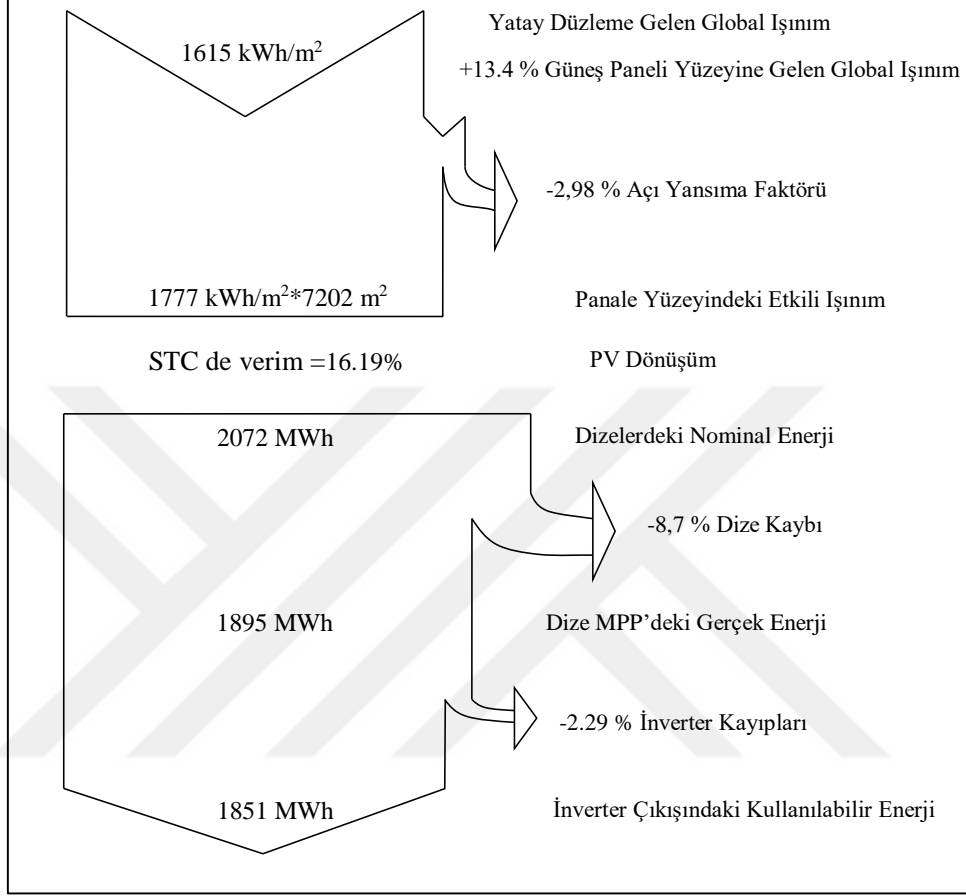 Yatay Düzleme Gelen Global Işınım
1615 kWh/m²
+13.4 % Güneş Paneli Yüzeyine Gelen Global Işınım
-2,98 % Açı Yansıma Faktörü
1777 kWh/m²*7202 m²
Panale Yüzeyindeki Etkili Işınım
STC de verim =16.19%
PV Dönüşüm
2072 MWh
Dizelerdeki Nominal Enerji
-8,7 % Dize Kaybı
1895 MWh
Dize MPP’deki Gerçek Enerji
-2.29 % İnverter Kayıpları
1851 MWh
İnverter Çıkışındaki Kullanılabilir Enerji